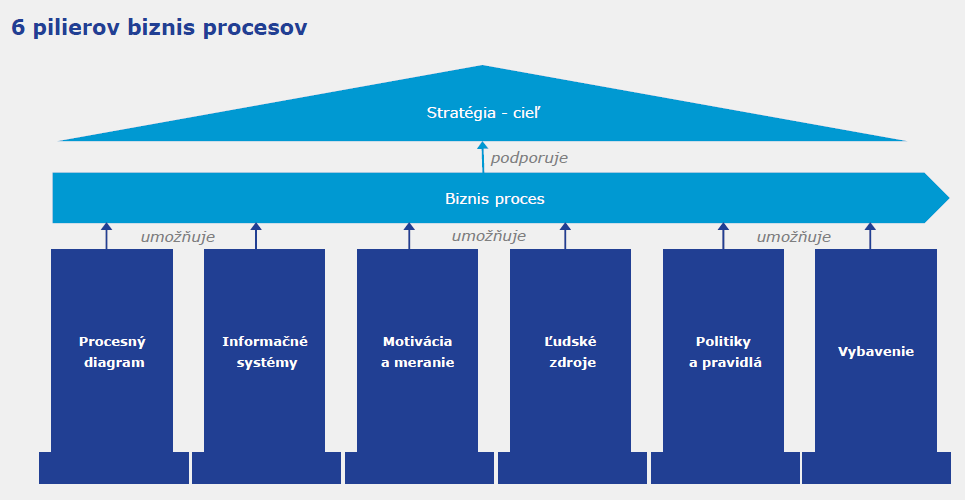 6 pilierov biznis procesov
Stratégia - cieľ
podporuje
Biznis proces
umožňuje
umožňuje
umožňuje
Procesný
diagram
Informačné
systémy
Motivácia
a meranie
Ľudské
zdroje
Politiky
a pravidlá
Vybavenie